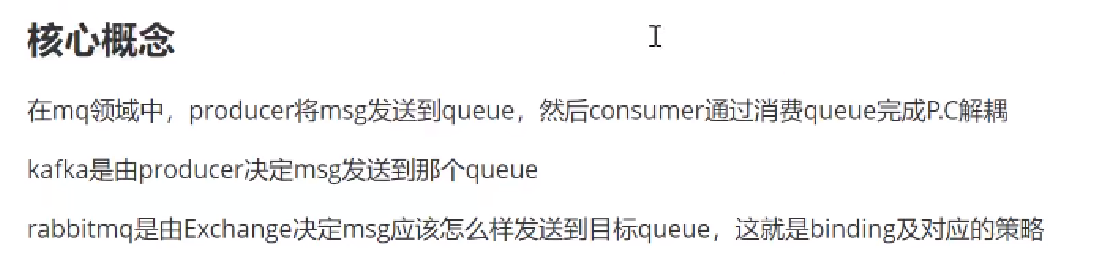 核心概念
在mq领域中，producer将msg发送到queue，然后consumer通过消费queue完成P.C解耦
kafka是由producer决定msg发送到那个queue
rabbitmq是由Exchange决定msg应该怎么样发送到目标queue，这就是binding及对应的策略